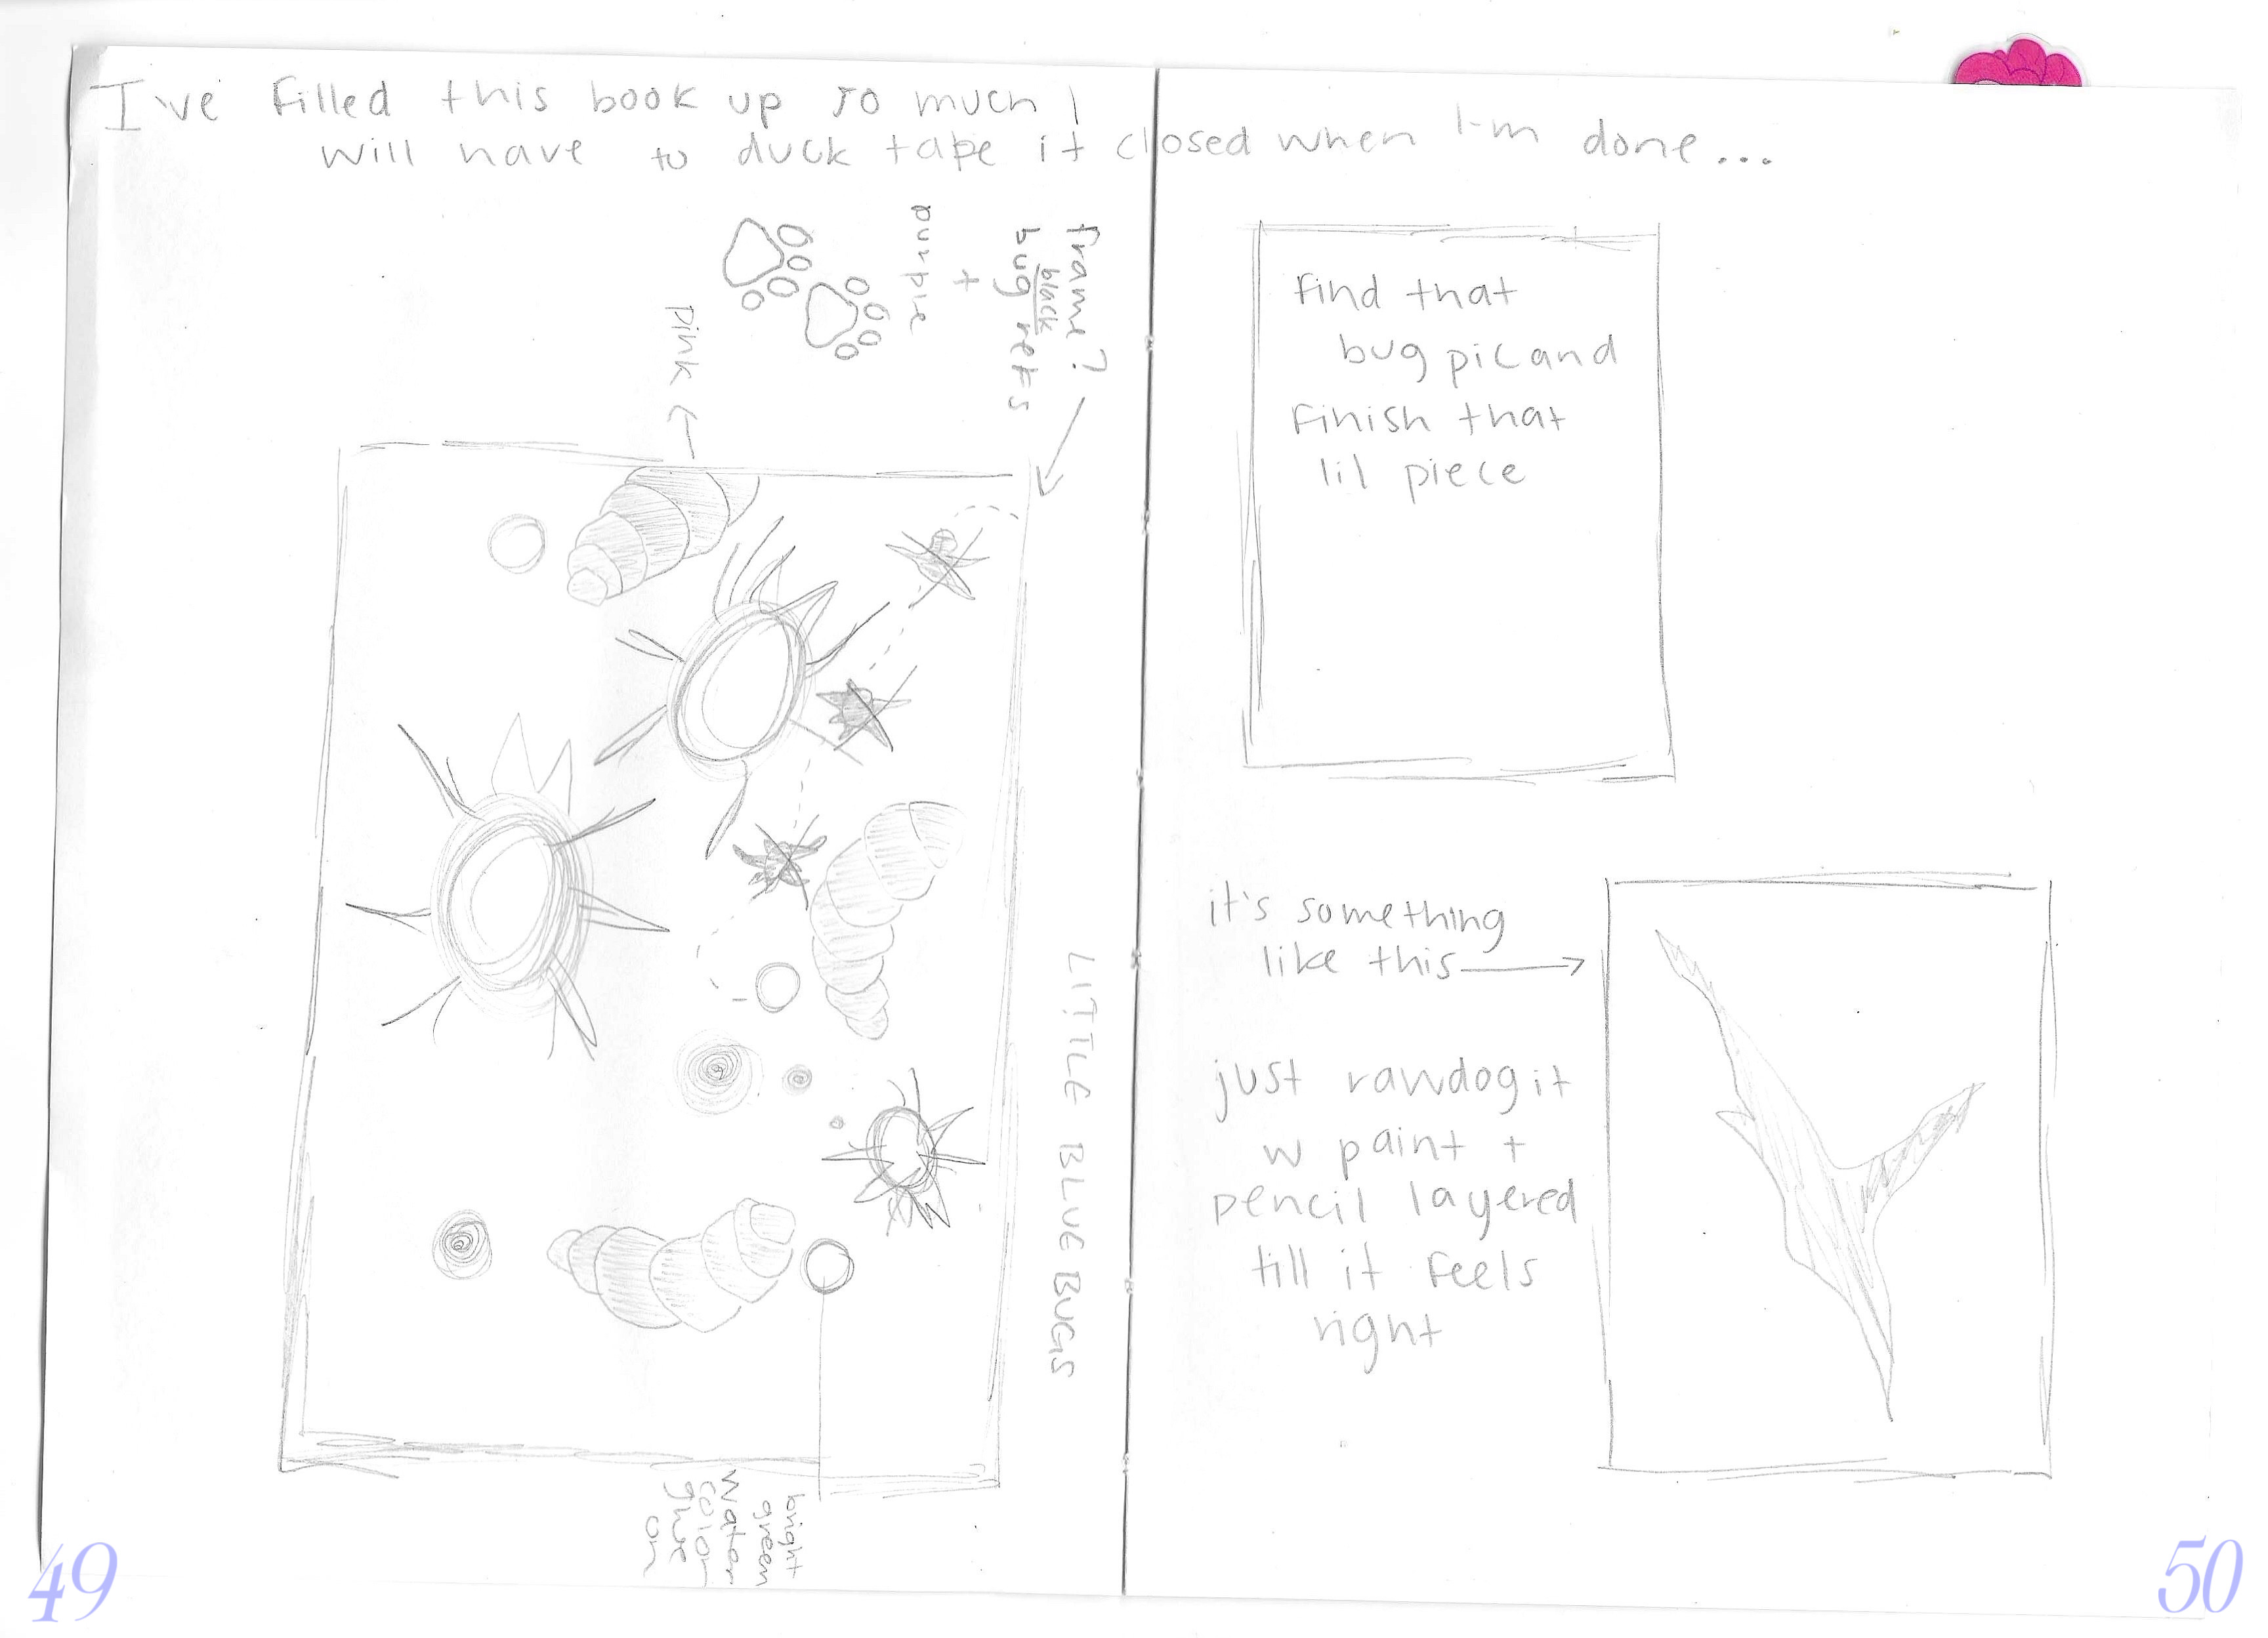 I've filled this book up so much I
will have to duck tape it closed when I'm done...
frame?
black
bug refs
+
purple
pink
LITTLE BLUE BUGS
bright
green
water
color
glue
on
find that
bug pic and
finish that
lil piece
it's something
like this
just rawdog it
w paint +
pencil layered
till it feels
right
49
50